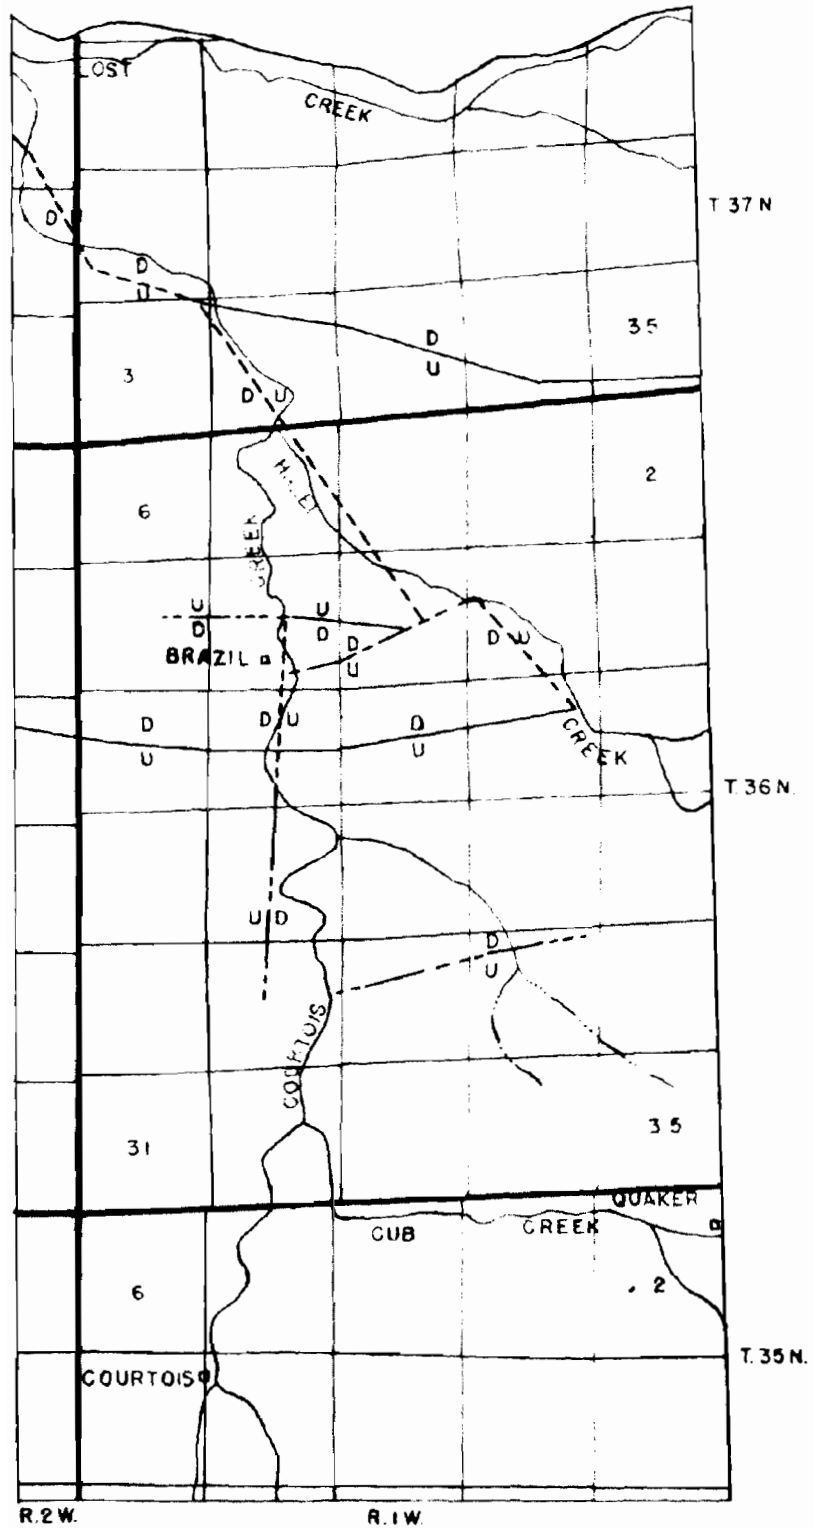 LOST
CREEK
T. 37 N
D U
D
U
D
U
35
3
D U
2
6
CREEK
U
D
U
D
D
U
D U
BRAZIL
D
U
D U
D
U
CREEK
T. 36 N.
U D
D
U
COURTOIS
35
31
QUAKER
CUB CREEK
6
2
T. 35 N.
COURTOIS
R. 2 W.
R. 1 W.